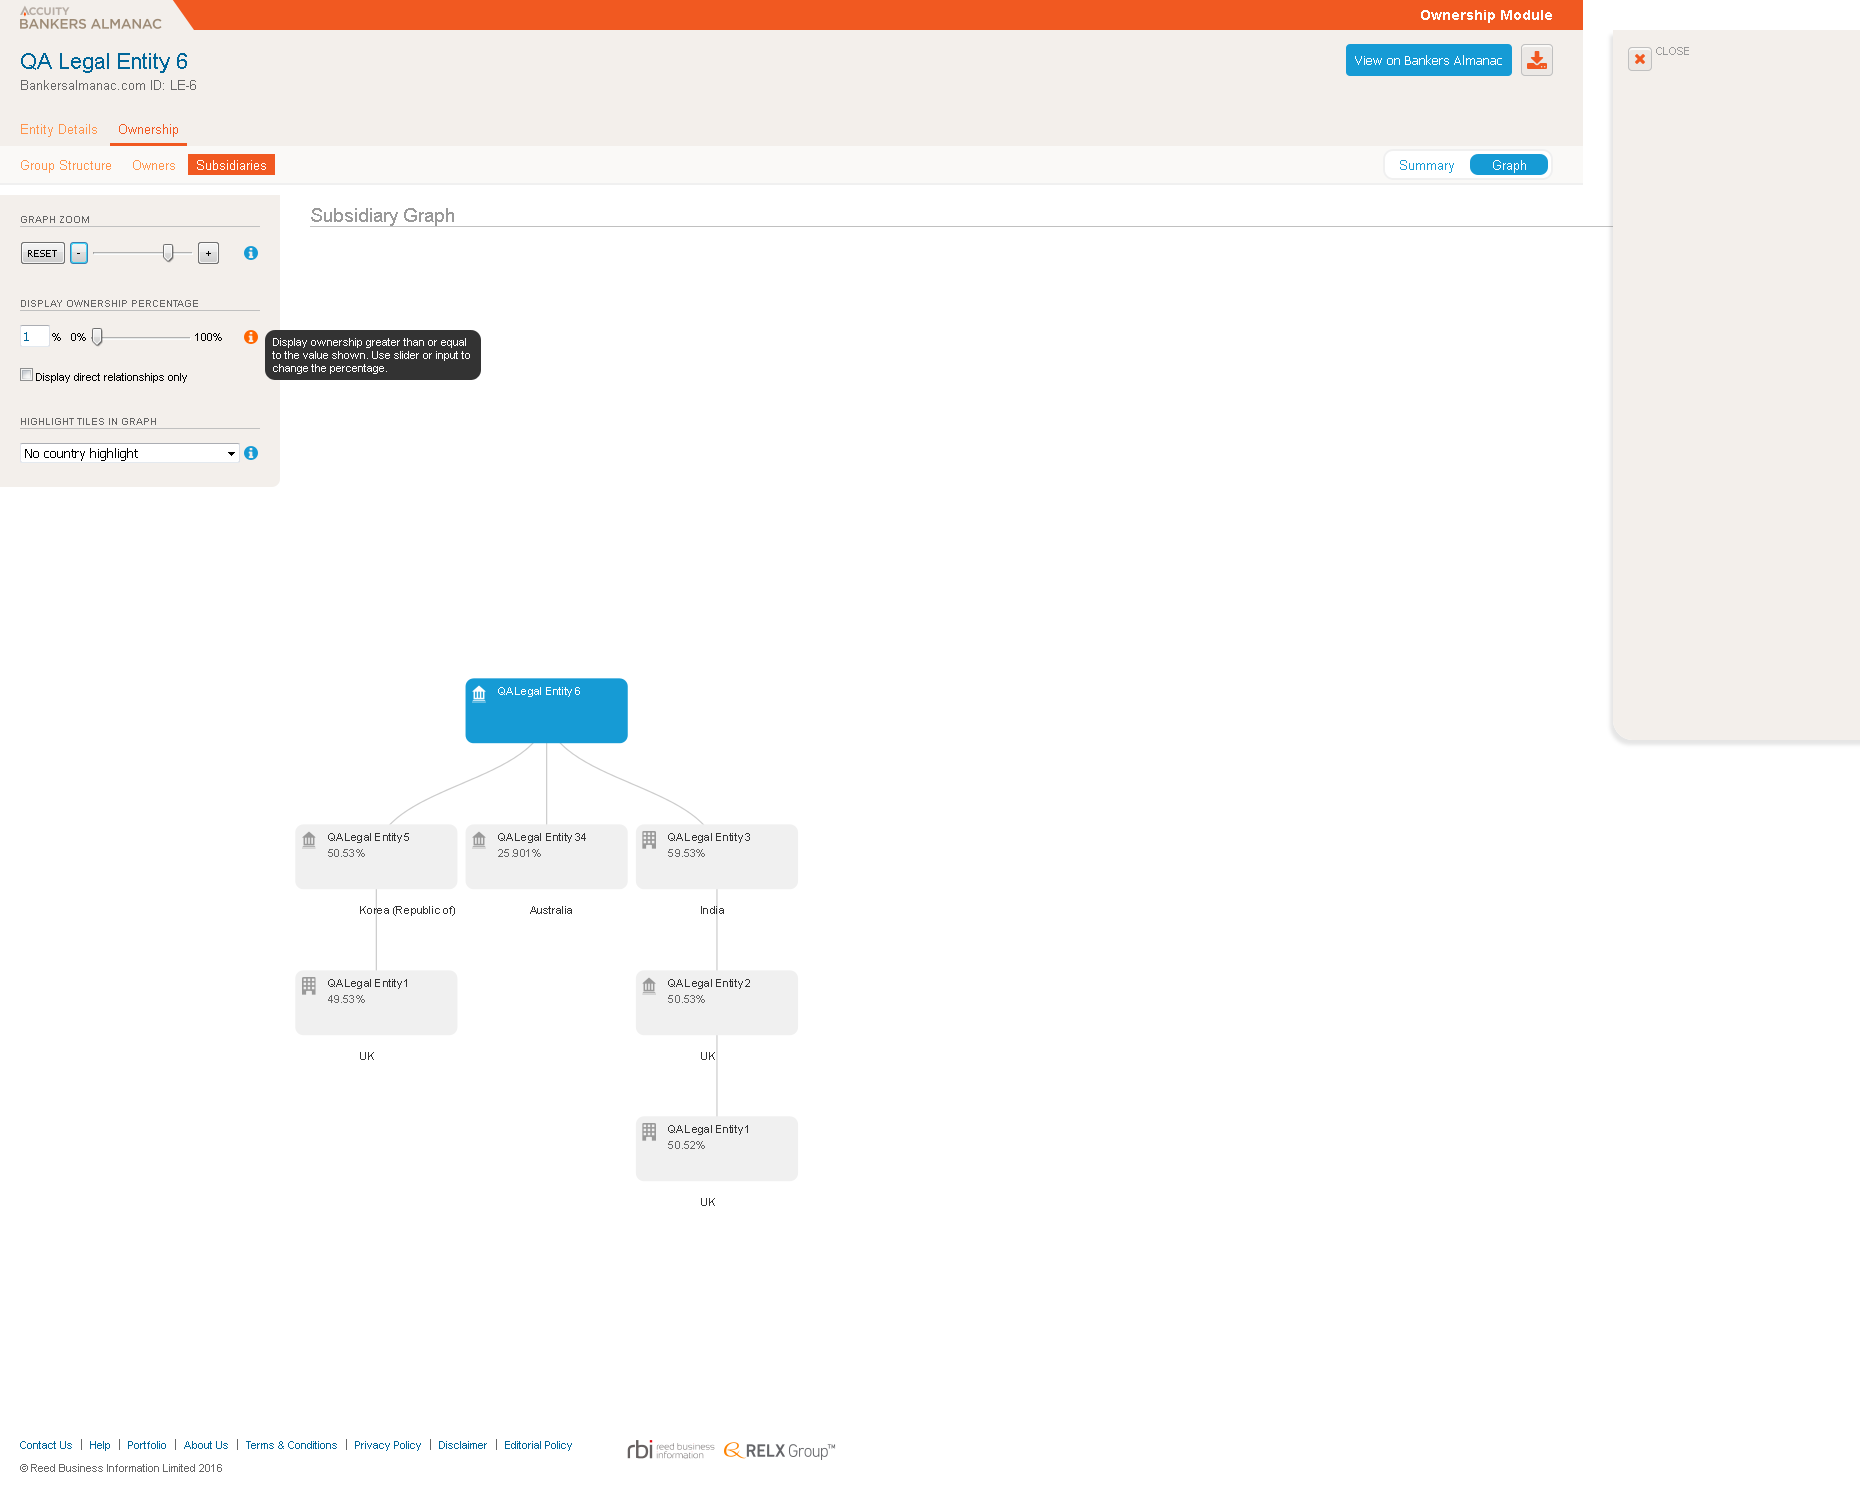 ACCUITY
BANKERS ALMANAC
Ownership Module
QA Legal Entity 6
Bankersalmanac.com ID: LE-6
View on Bankers Almanac
CLOSE
Entity Details
Ownership
Group Structure
Owners
Subsidiaries
Summary
Graph
GRAPH ZOOM
RESET
-
+
Subsidiary Graph
DISPLAY OWNERSHIP PERCENTAGE
1 % 0% 100%
Display ownership greater than or equal
to the value shown. Use slider or input to
change the percentage.
Display direct relationships only
HIGHLIGHT TILES IN GRAPH
No country highlight
QA Legal Entity 6
QA Legal Entity 5
50.53%
Korea (Republic of)
QA Legal Entity 34
25.901%
Australia
QA Legal Entity 3
59.53%
India
QA Legal Entity 1
49.53%
UK
QA Legal Entity 2
50.53%
UK
QA Legal Entity 1
50.52%
UK
Contact Us | Help | Portfolio | About Us | Terms & Conditions | Privacy Policy | Disclaimer | Editorial Policy
rbi reed business
information
RELX Group™
© Reed Business Information Limited 2016